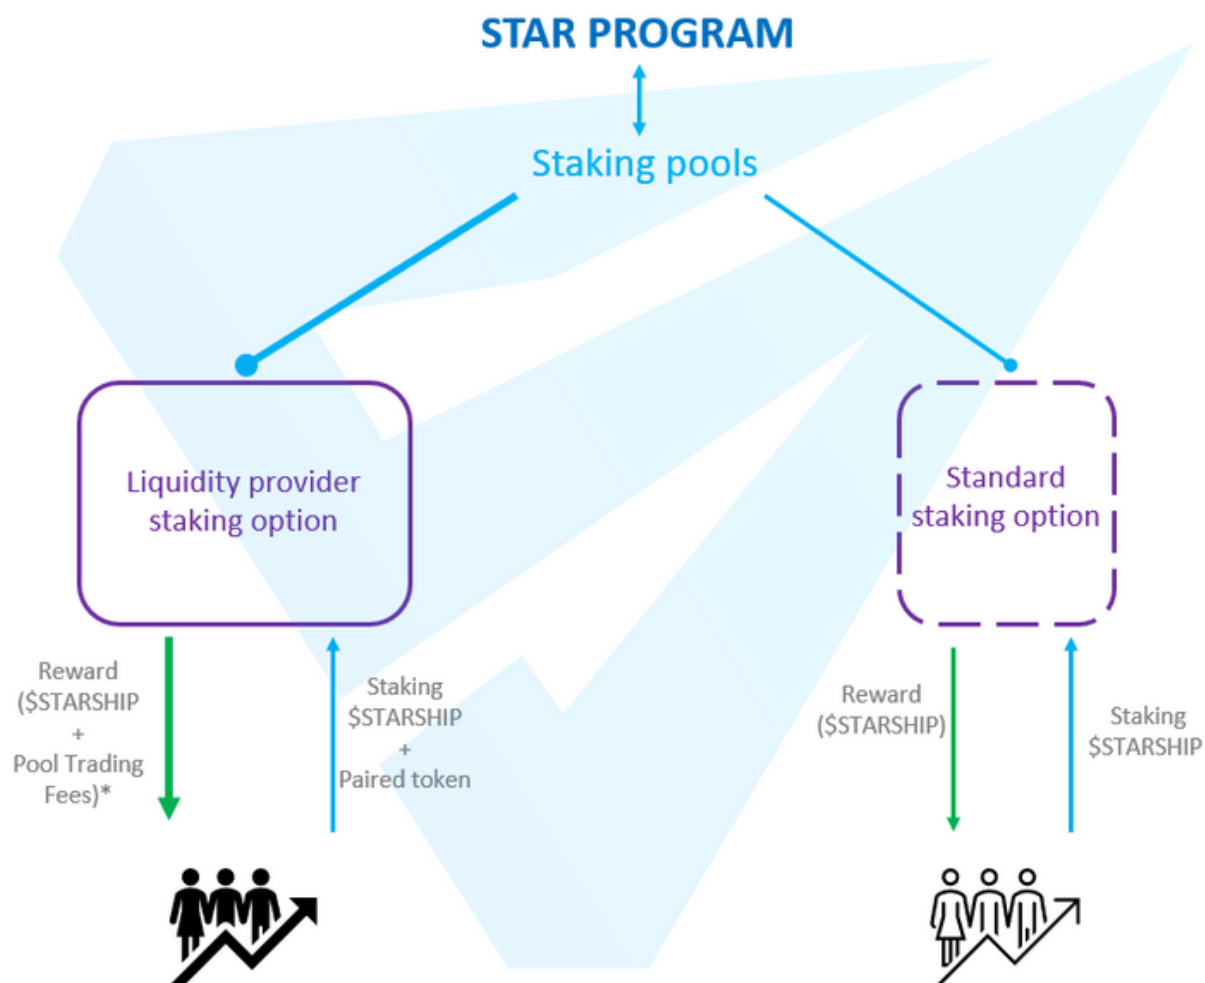 STAR PROGRAM
Staking pools
Liquidity provider
staking option
Standard
staking option
Reward
($STARSHIP
+
Pool Trading
Fees)*
Staking
$STARSHIP
+
Paired token
Reward
($STARSHIP)
Staking
$STARSHIP